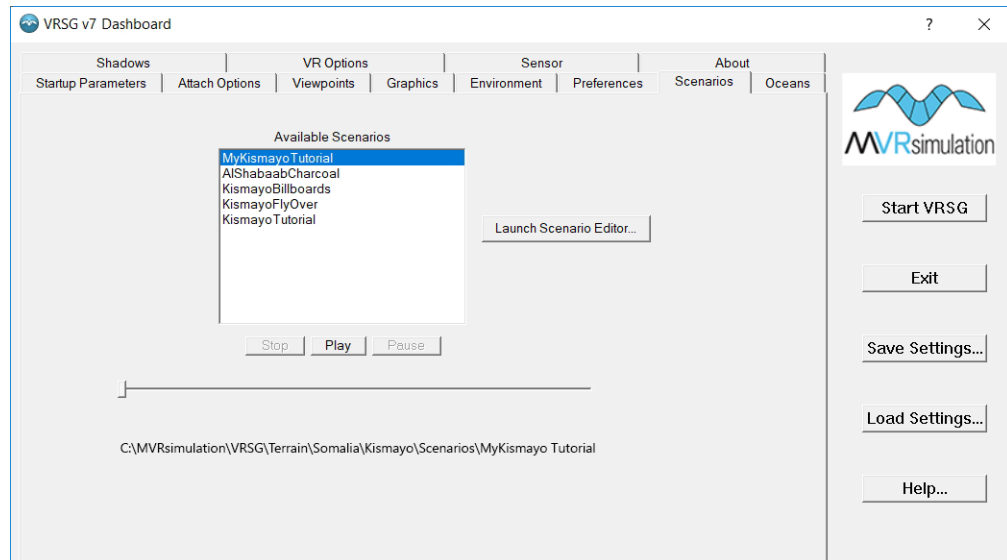 VRSG v7 Dashboard
?
Shadows
VR Options
Sensor
About
Startup Parameters
Attach Options
Viewpoints
Graphics
Environment
Preferences
Scenarios
Oceans
MVRsimulation
Available Scenarios
MyKismayoTutorial
AlShabaabCharcoal
KismayoBillboards
KismayoFlyOver
KismayoTutorial
Launch Scenario Editor...
Stop
Play
Pause
C:\MVRsimulation\VRSG\Terrain\Somalia\Kismayo\Scenarios\MyKismayo Tutorial
Start VRSG
Exit
Save Settings...
Load Settings...
Help...